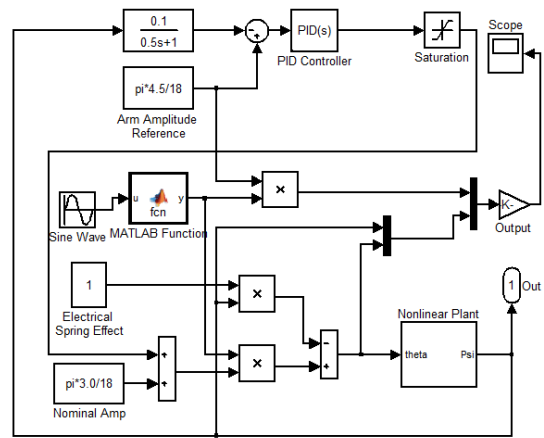 0.1
0.5s+1
PID(s)
PID Controller
Saturation
Scope
pi*4.5/18
Arm Amplitude
Reference
u
fcn
y
MATLAB Function
Sine Wave
×
K-
Output
1
Electrical
Spring Effect
×
×
Nonlinear Plant
theta
Psi
1
Out
pi*3.0/18
Nominal Amp